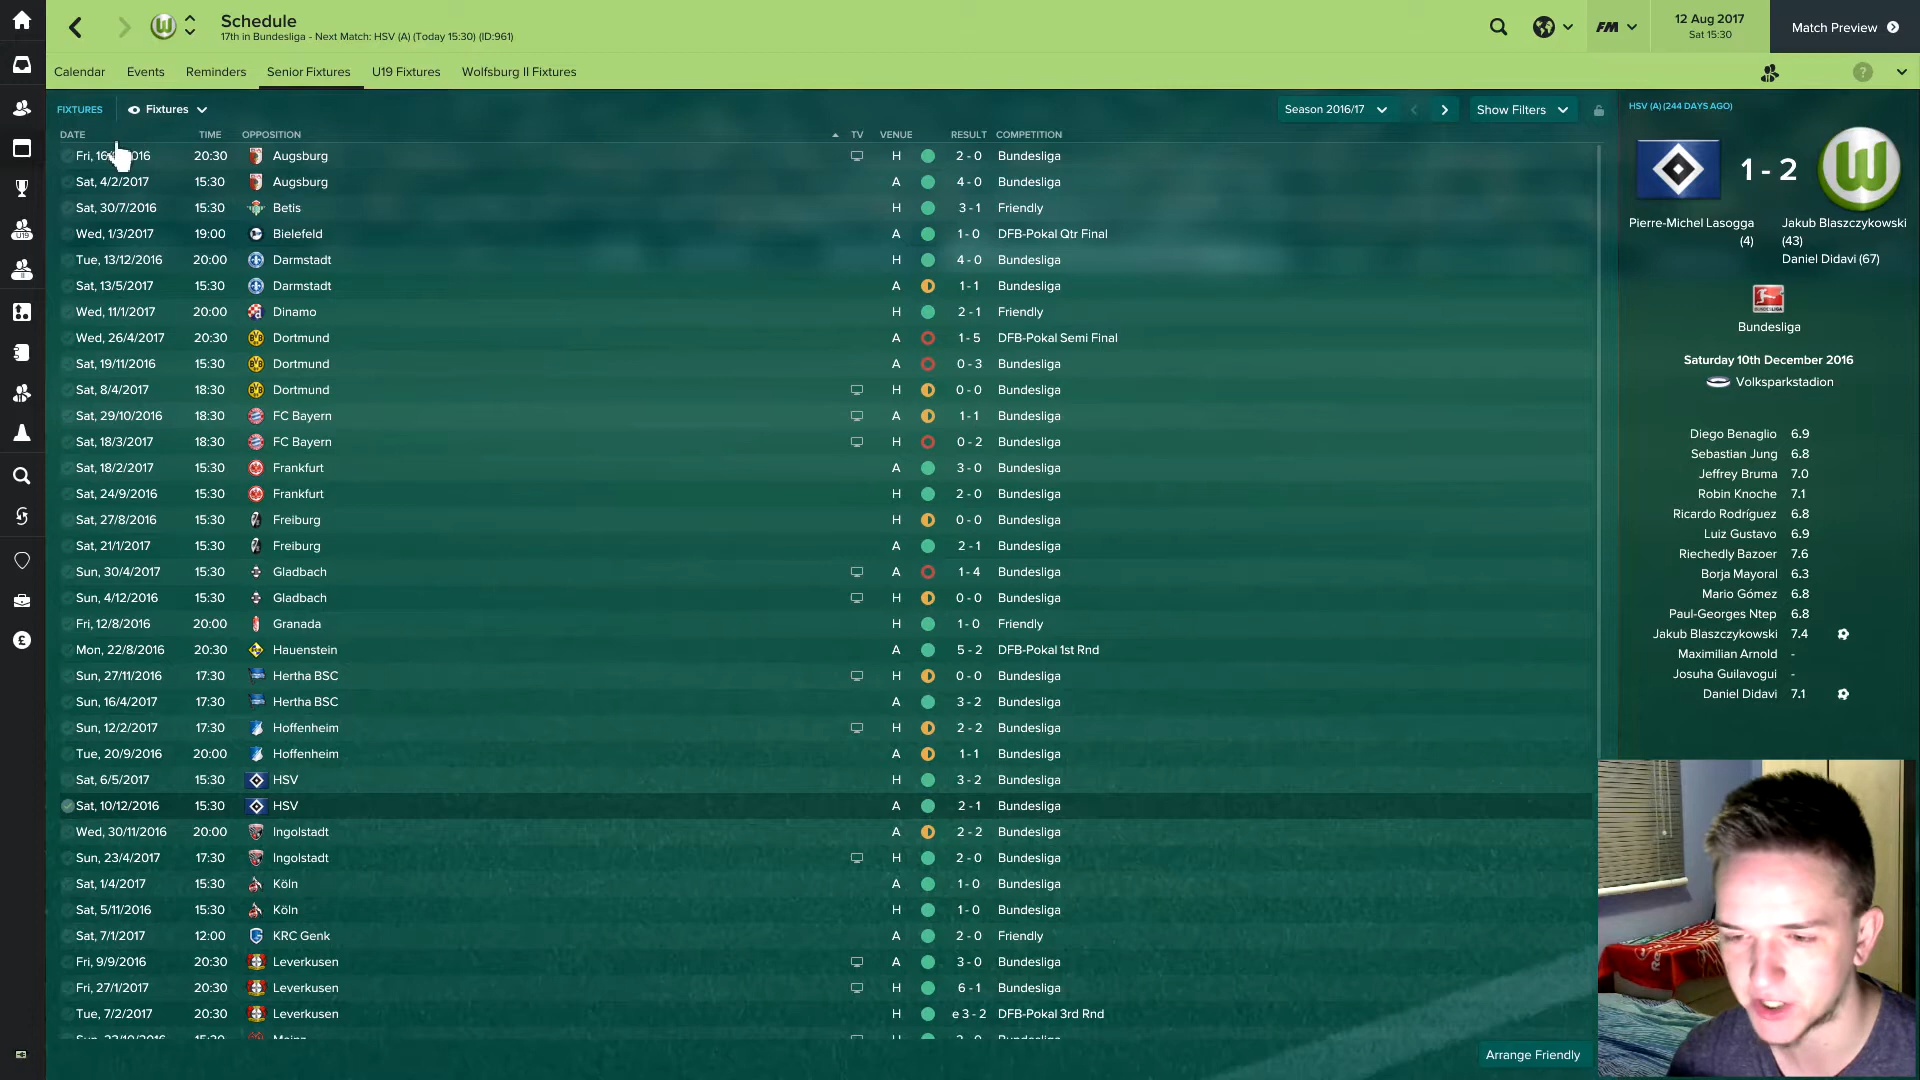 Schedule
17th in Bundesliga - Next Match: HSV (A) (Today 15:30) (ID:961)
FM
12 Aug 2017
Sat 15:30
Match Preview
Calendar Events Reminders Senior Fixtures U19 Fixtures Wolfsburg II Fixtures
FIXTURES Fixtures Season 2016/17 Show Filters
DATE TIME OPPOSITION TV VENUE RESULT COMPETITION
Fri, 16 016 20:30 Augsburg H 2 - 0 Bundesliga
Sat, 4/2/2017 15:30 Augsburg A 4 - 0 Bundesliga
Sat, 30/7/2016 15:30 Betis H 3 - 1 Friendly
Wed, 1/3/2017 19:00 Bielefeld A 1 - 0 DFB-Pokal Qtr Final
Tue, 13/12/2016 20:00 Darmstadt H 4 - 0 Bundesliga
Sat, 13/5/2017 15:30 Darmstadt A 1 - 1 Bundesliga
Wed, 11/1/2017 20:00 Dinamo H 2 - 1 Friendly
Wed, 26/4/2017 20:30 Dortmund A 1 - 5 DFB-Pokal Semi Final
Sat, 19/11/2016 15:30 Dortmund A 0 - 3 Bundesliga
Sat, 8/4/2017 18:30 Dortmund H 0 - 0 Bundesliga
Sat, 29/10/2016 18:30 FC Bayern A 1 - 1 Bundesliga
Sat, 18/3/2017 18:30 FC Bayern H 0 - 2 Bundesliga
Sat, 18/2/2017 15:30 Frankfurt A 3 - 0 Bundesliga
Sat, 24/9/2016 15:30 Frankfurt H 2 - 0 Bundesliga
Sat, 27/8/2016 15:30 Freiburg H 0 - 0 Bundesliga
Sat, 21/1/2017 15:30 Freiburg A 2 - 1 Bundesliga
Sun, 30/4/2017 15:30 Gladbach A 1 - 4 Bundesliga
Sun, 4/12/2016 15:30 Gladbach H 0 - 0 Bundesliga
Fri, 12/8/2016 20:00 Granada H 1 - 0 Friendly
Mon, 22/8/2016 20:30 Hauenstein A 5 - 2 DFB-Pokal 1st Rnd
Sun, 27/11/2016 17:30 Hertha BSC H 0 - 0 Bundesliga
Sun, 16/4/2017 17:30 Hertha BSC A 3 - 2 Bundesliga
Sun, 12/2/2017 17:30 Hoffenheim H 2 - 2 Bundesliga
Tue, 20/9/2016 20:00 Hoffenheim A 1 - 1 Bundesliga
Sat, 6/5/2017 15:30 HSV H 3 - 2 Bundesliga
Sat, 10/12/2016 15:30 HSV A 2 - 1 Bundesliga
Wed, 30/11/2016 20:00 Ingolstadt A 2 - 2 Bundesliga
Sun, 23/4/2017 17:30 Ingolstadt H 2 - 0 Bundesliga
Sat, 1/4/2017 15:30 Köln A 1 - 0 Bundesliga
Sat, 5/11/2016 15:30 Köln H 1 - 0 Bundesliga
Sat, 7/1/2017 12:00 KRC Genk A 2 - 0 Friendly
Fri, 9/9/2016 20:30 Leverkusen A 3 - 0 Bundesliga
Fri, 27/1/2017 20:30 Leverkusen H 6 - 1 Bundesliga
Tue, 7/2/2017 20:30 Leverkusen H e 3 - 2 DFB-Pokal 3rd Rnd
Arrange Friendly
HSV (A) (244 DAYS AGO)
1 - 2
Pierre-Michel Lasogga
(4)
Jakub Blaszczykowski
(43)
Daniel Didavi (67)
BUNDESLIGA
Bundesliga
Saturday 10th December 2016
Volksparkstadion
Diego Benaglio 6.9
Sebastian Jung 6.8
Jeffrey Bruma 7.0
Robin Knoche 7.1
Ricardo Rodríguez 6.8
Luiz Gustavo 6.9
Riechedly Bazoer 7.6
Borja Mayoral 6.3
Mario Gómez 6.8
Paul-Georges Ntep 6.8
Jakub Blaszczykowski 7.4
Maximilian Arnold -
Josuha Guilavogui -
Daniel Didavi 7.1